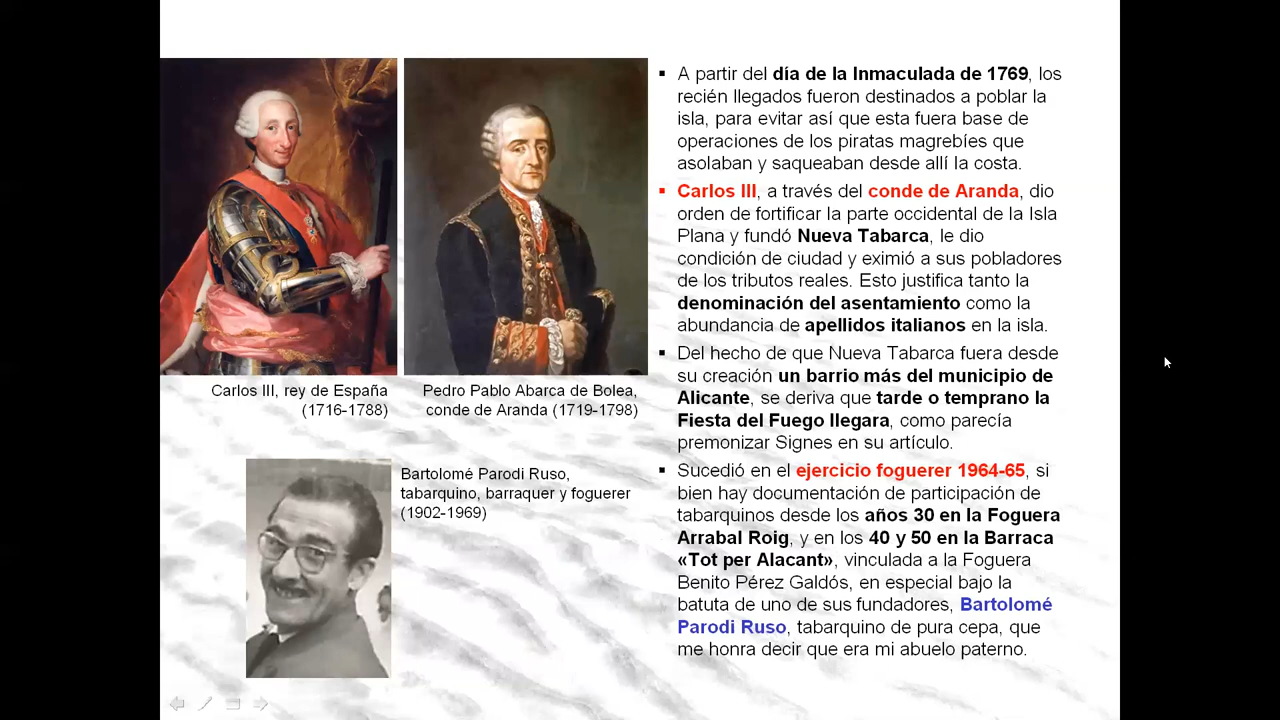 Carlos III, rey de España
(1716-1788)
Pedro Pablo Abarca de Bolea,
conde de Aranda (1719-1798)
Bartolomé Parodi Ruso,
tabarquino, barraquer y foguerer
(1902-1969)
A partir del día de la Inmaculada de 1769, los
recién llegados fueron destinados a poblar la
isla, para evitar así que esta fuera base de
operaciones de los piratas magrebíes que
asolaban y saqueaban desde allí la costa.
Carlos III, a través del conde de Aranda, dio
orden de fortificar la parte occidental de la Isla
Plana y fundó Nueva Tabarca, le dio
condición de ciudad y eximió a sus pobladores
de los tributos reales. Esto justifica tanto la
denominación del asentamiento como la
abundancia de apellidos italianos en la isla.
Del hecho de que Nueva Tabarca fuera desde
su creación un barrio más del municipio de
Alicante, se deriva que tarde o temprano la
Fiesta del Fuego llegara, como parecía
premonizar Signes en su artículo.
Sucedió en el ejercicio foguerer 1964-65, si
bien hay documentación de participación de
tabarquinos desde los años 30 en la Foguera
Arrabal Roig, y en los 40 y 50 en la Barraca
«Tot per Alacant», vinculada a la Foguera
Benito Pérez Galdós, en especial bajo la
batuta de uno de sus fundadores, Bartolomé
Parodi Ruso, tabarquino de pura cepa, que
me honra decir que era mi abuelo paterno.